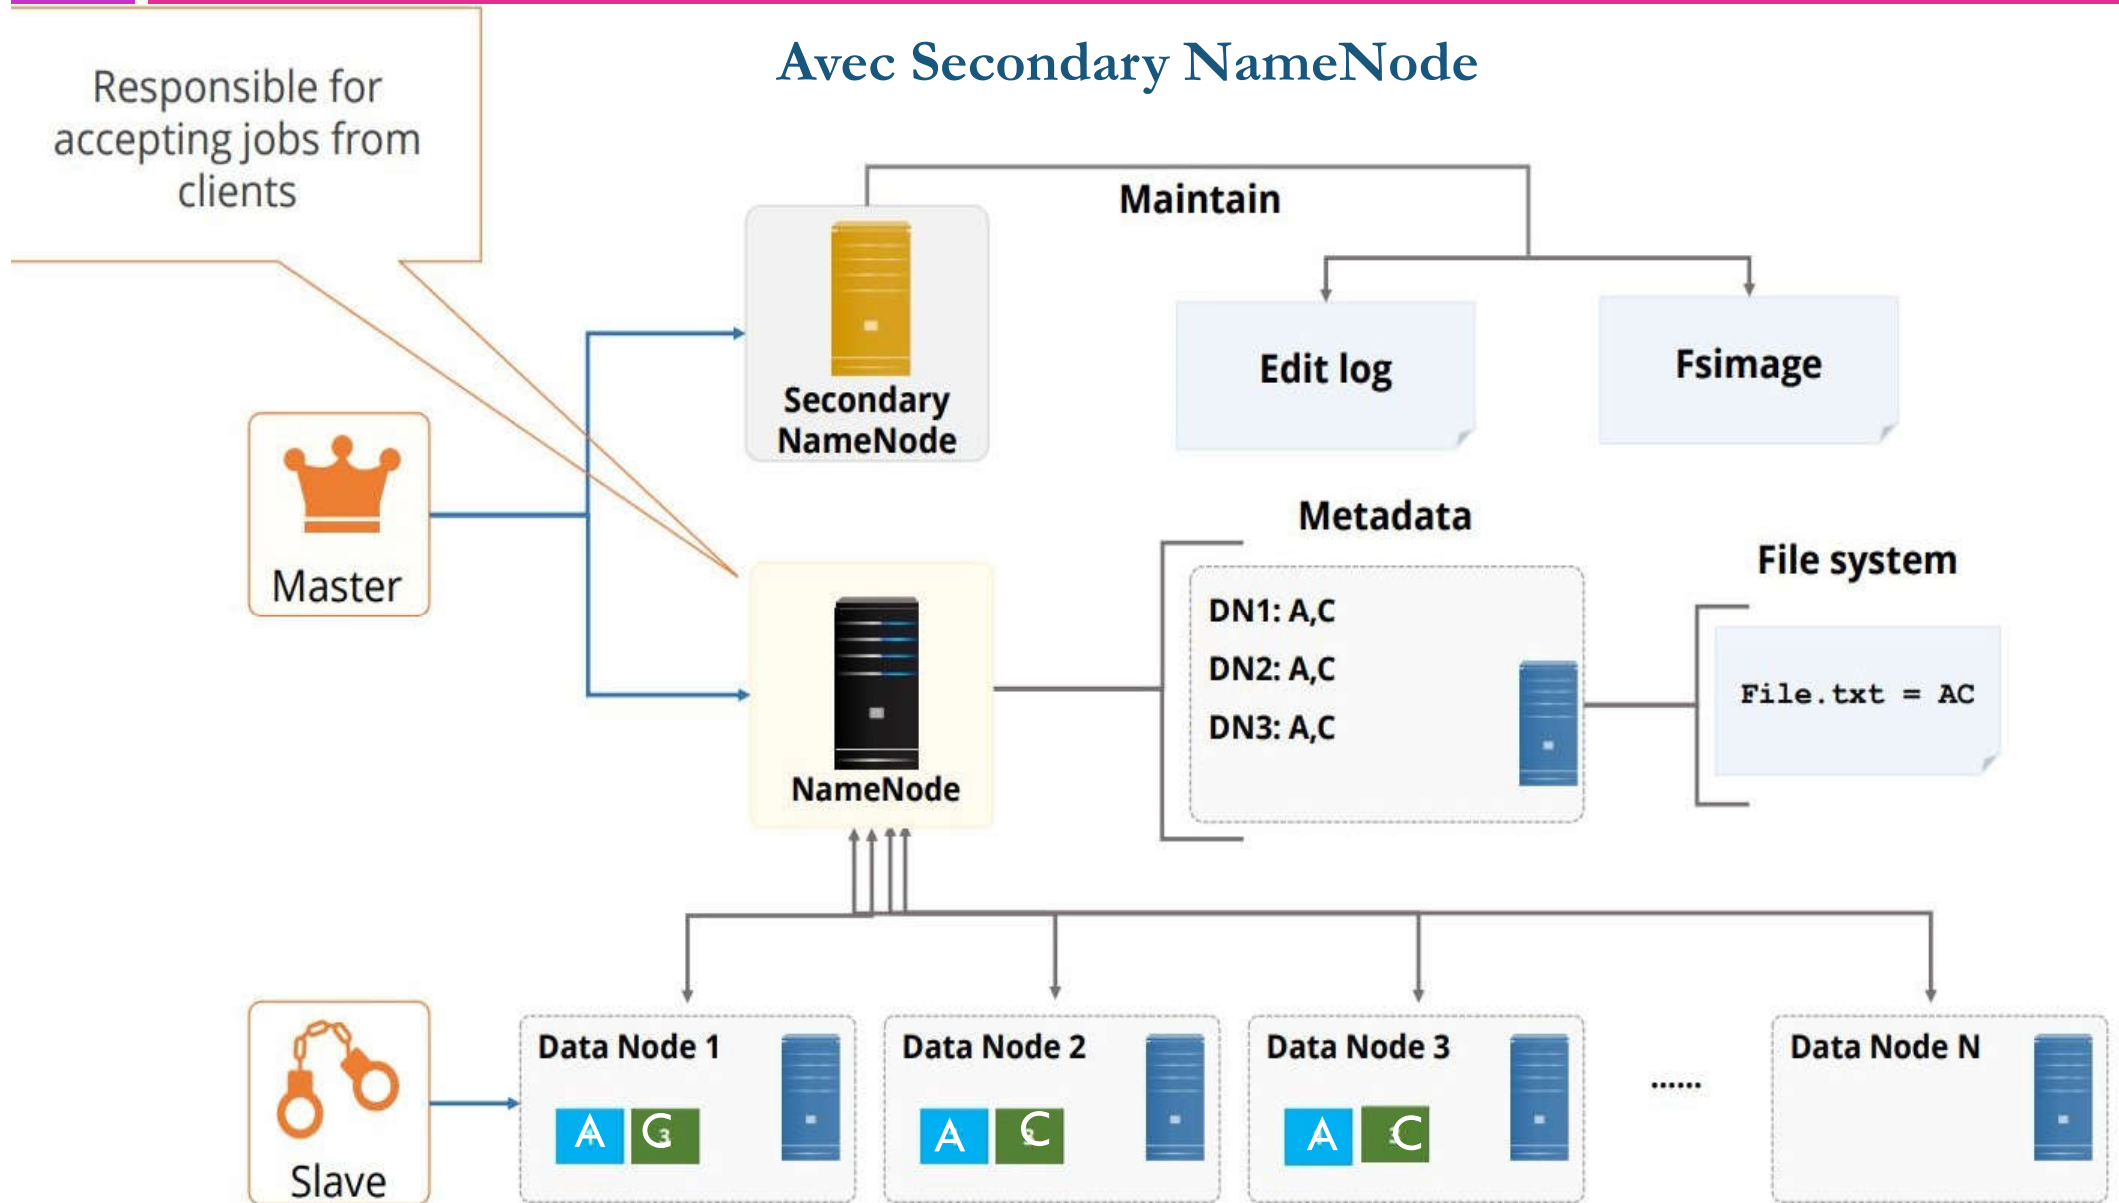 Avec Secondary NameNode
Responsible for
accepting jobs from
clients
Maintain
Edit log
Fsimage
Secondary
NameNode
Master
Metadata
File system
DN1: A,C
DN2: A,C
DN3: A,C
File.txt = AC
NameNode
Data Node 1
Data Node 2
Data Node 3
......
Data Node N
A C
A C
A C
Slave